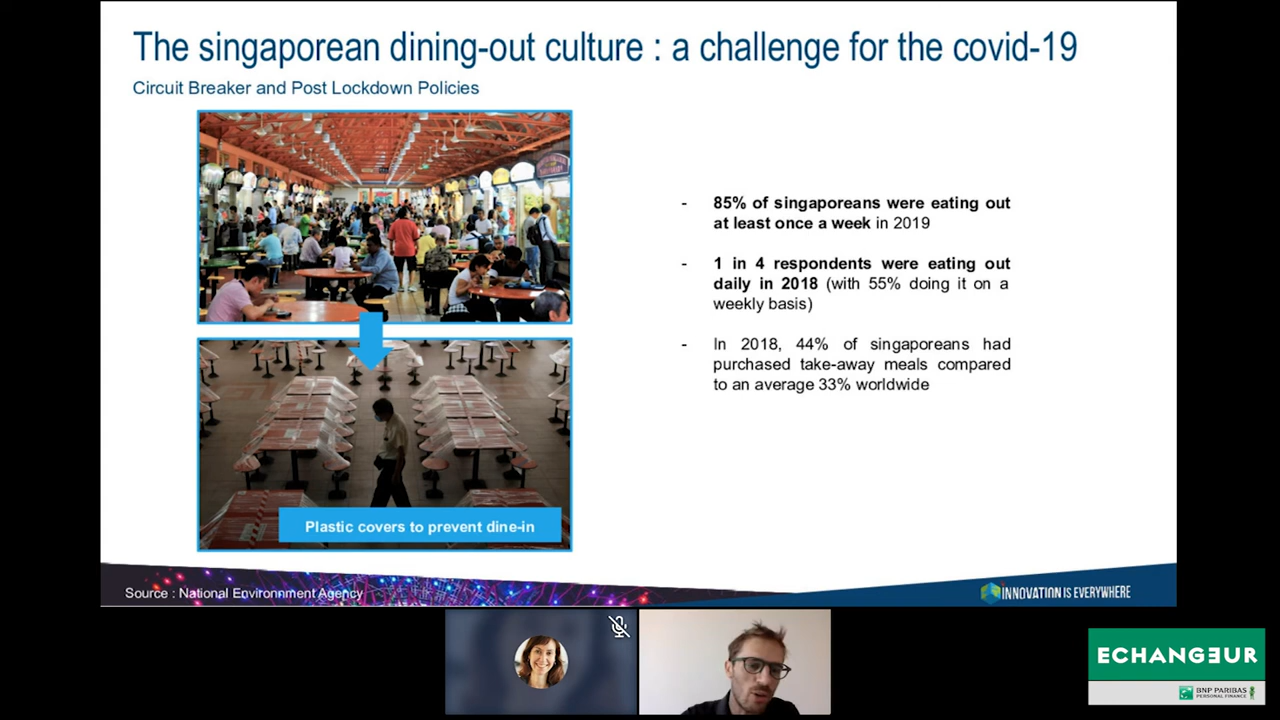 The singaporean dining-out culture : a challenge for the covid-19
Circuit Breaker and Post Lockdown Policies
- 85% of singaporeans were eating out
at least once a week in 2019
- 1 in 4 respondents were eating out
daily in 2018 (with 55% doing it on a
weekly basis)
- In 2018, 44% of singaporeans had
purchased take-away meals compared
to an average 33% worldwide
Plastic covers to prevent dine-in
Source : National Environnment Agency
INNOVATION IS EVERYWHERE
ECHANGEUR
BNP PARIBAS
PERSONAL FINANCE